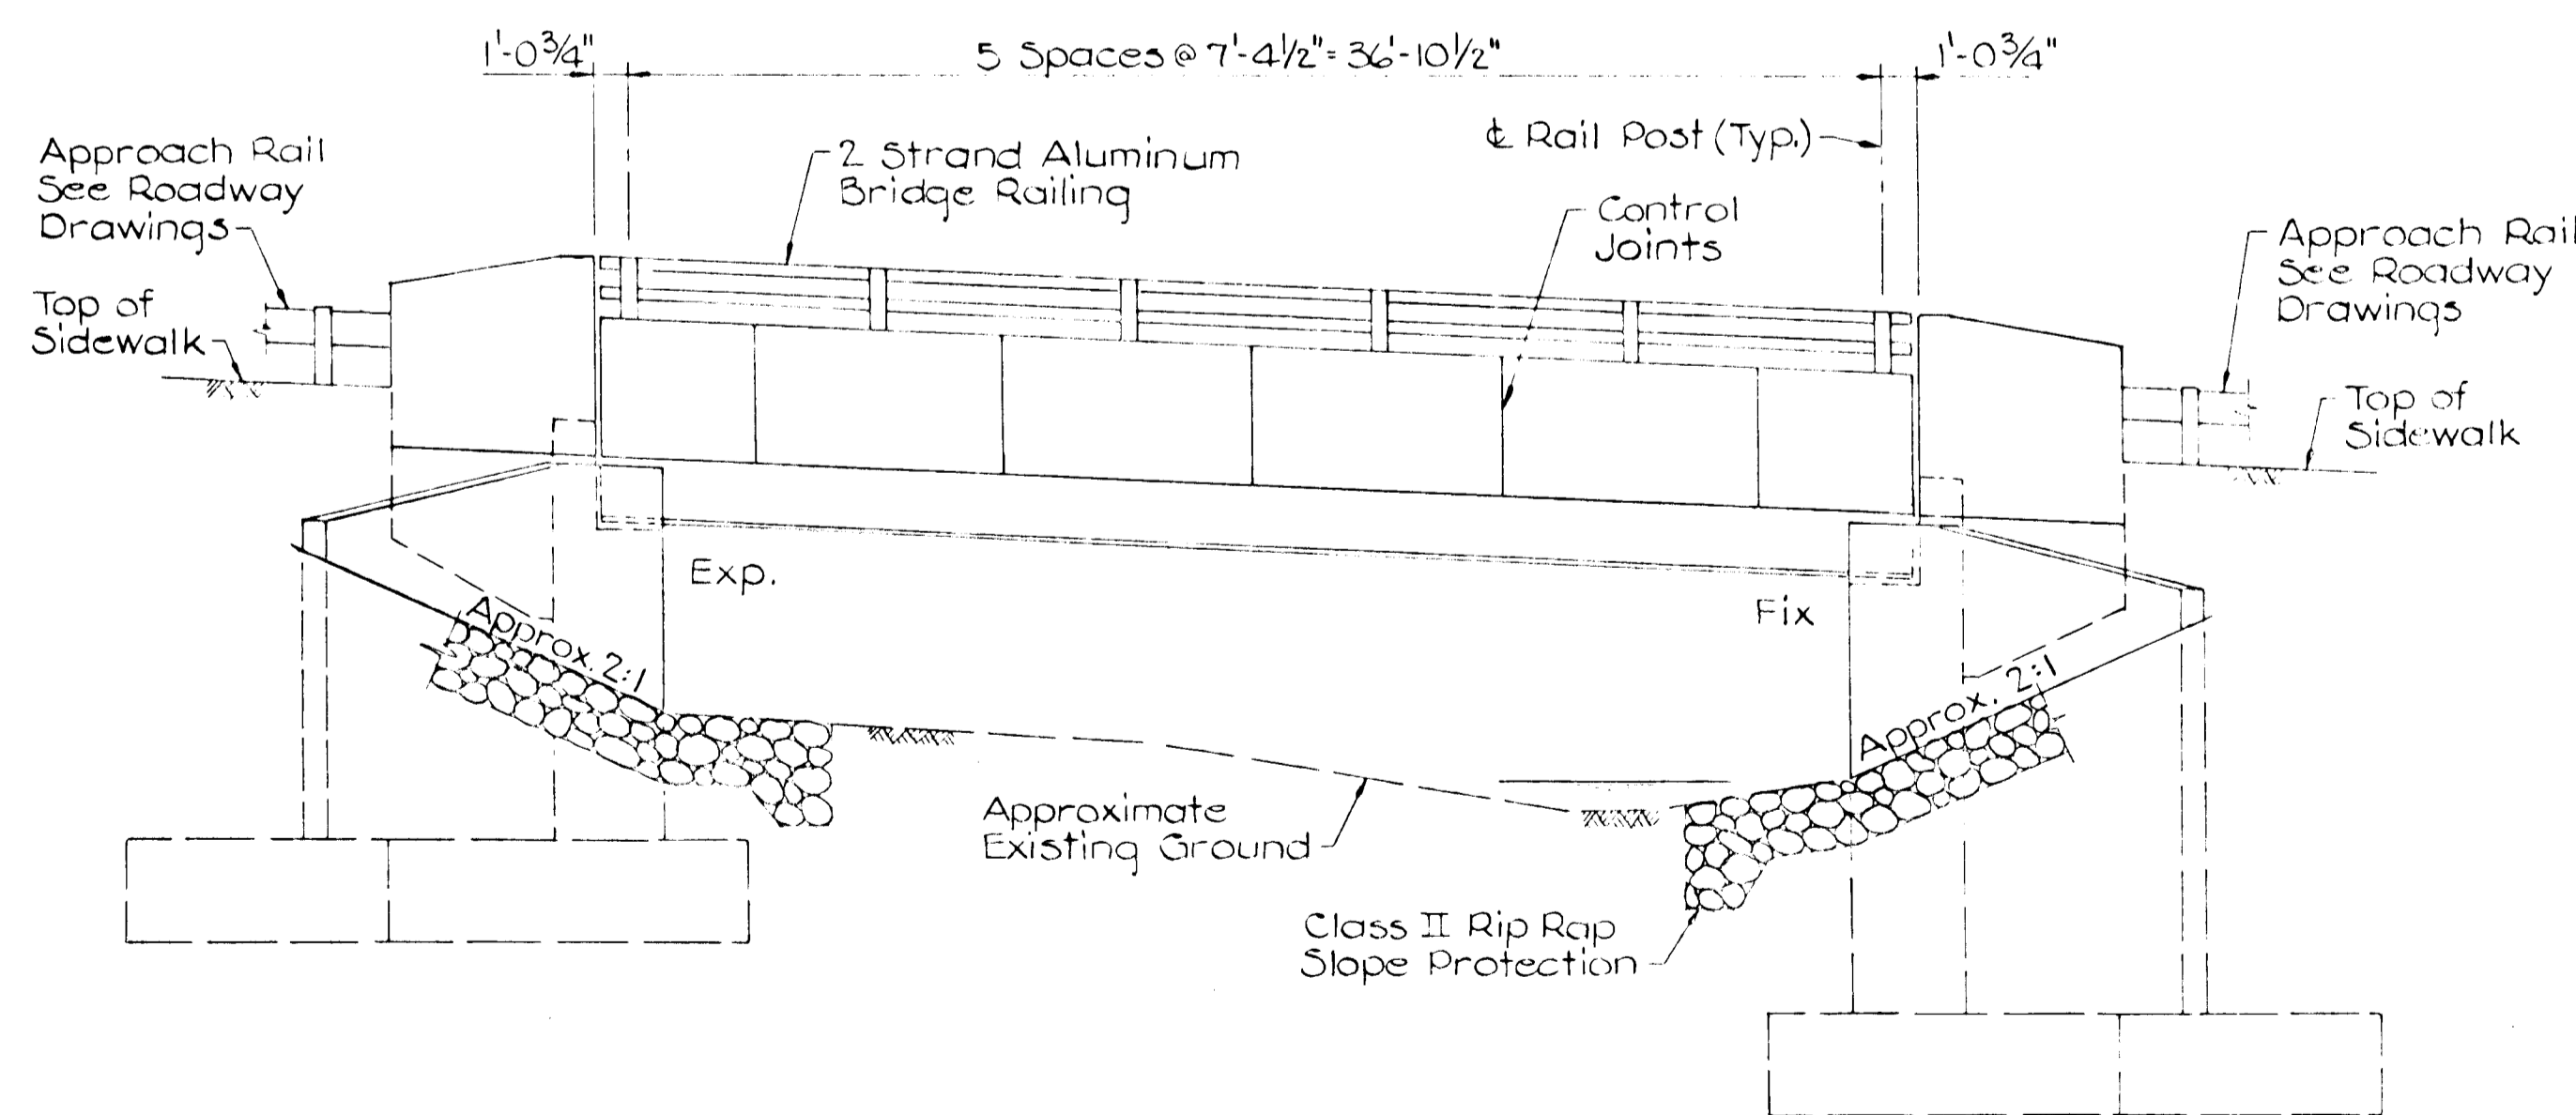 1'-0¾"
5 Spaces @ 7'-4½" = 36'-10½"
1'-0¾"
℄ Rail Post (Typ.)
Approach Rail
See Roadway
Drawings
2 Strand Aluminum
Bridge Railing
Control
Joints
Approach Rail
See Roadway
Drawings
Top of
Sidewalk
Top of
Sidewalk
Exp.
Fix
Approx. 2:1
Approx. 2:1
Approximate
Existing Ground
Class II Rip Rap
Slope Protection